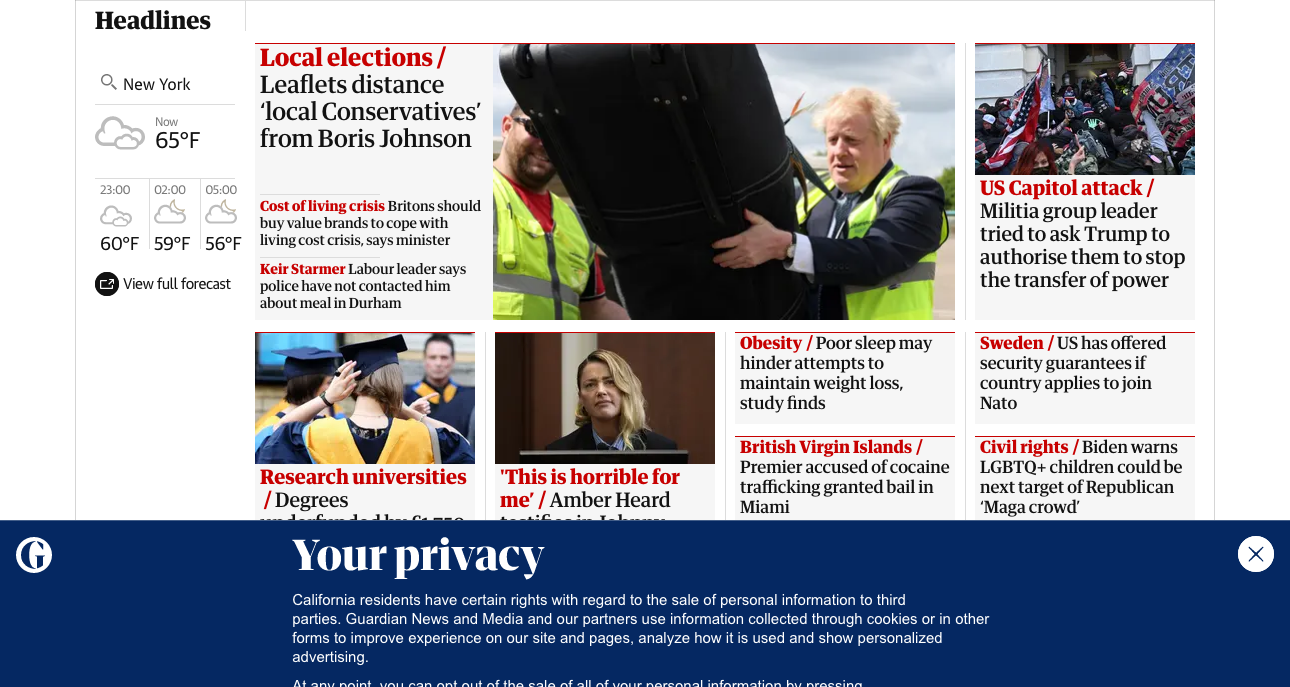 Headlines
New York
Now
65°F
23:00
02:00
05:00
60°F
59°F
56°F
View full forecast
Local elections /
Leaflets distance
‘local Conservatives’
from Boris Johnson
Cost of living crisis Britons should
buy value brands to cope with
living cost crisis, says minister
Keir Starmer Labour leader says
police have not contacted him
about meal in Durham
US Capitol attack /
Militia group leader
tried to ask Trump to
authorise them to stop
the transfer of power
Research universities
/ Degrees
underfunded by £1,750
'This is horrible for
me’ / Amber Heard
testifies in Johnny
Obesity / Poor sleep may
hinder attempts to
maintain weight loss,
study finds
British Virgin Islands /
Premier accused of cocaine
trafficking granted bail in
Miami
Sweden / US has offered
security guarantees if
country applies to join
Nato
Civil rights / Biden warns
LGBTQ+ children could be
next target of Republican
‘Maga crowd’
G
Your privacy
California residents have certain rights with regard to the sale of personal information to third
parties. Guardian News and Media and our partners use information collected through cookies or in other
forms to improve experience on our site and pages, analyze how it is used and show personalized
advertising.
At any point, you can opt out of the sale of all of your personal information by pressing